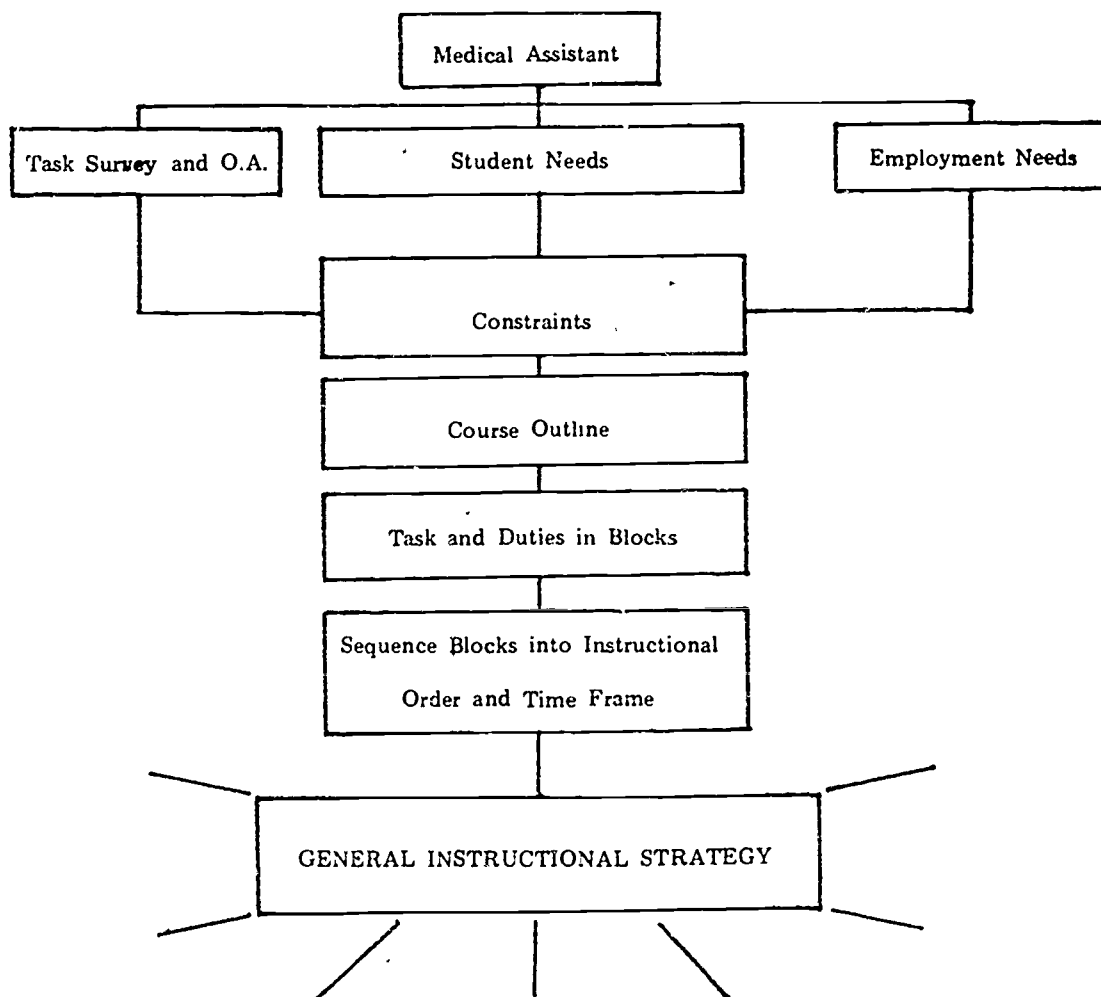 Medical Assistant
Task Survey and O.A.
Student Needs
Employment Needs
Constraints
Course Outline
Task and Duties in Blocks
Sequence Blocks into Instructional
Order and Time Frame
GENERAL INSTRUCTIONAL STRATEGY